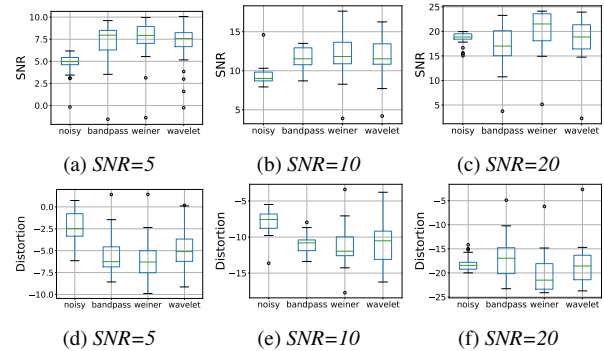 SNR
10.0
7.5
5.0
2.5
0.0
noisy bandpass weiner wavelet
(a) SNR=5
SNR
15
10
5
noisy bandpass weiner wavelet
(b) SNR=10
SNR
25
20
15
10
5
noisy bandpass weiner wavelet
(c) SNR=20
Distortion
0.0
−2.5
−5.0
−7.5
−10.0
noisy bandpass weiner wavelet
(d) SNR=5
Distortion
−5
−10
−15
noisy bandpass weiner wavelet
(e) SNR=10
Distortion
−5
−10
−15
−20
−25
noisy bandpass weiner wavelet
(f) SNR=20